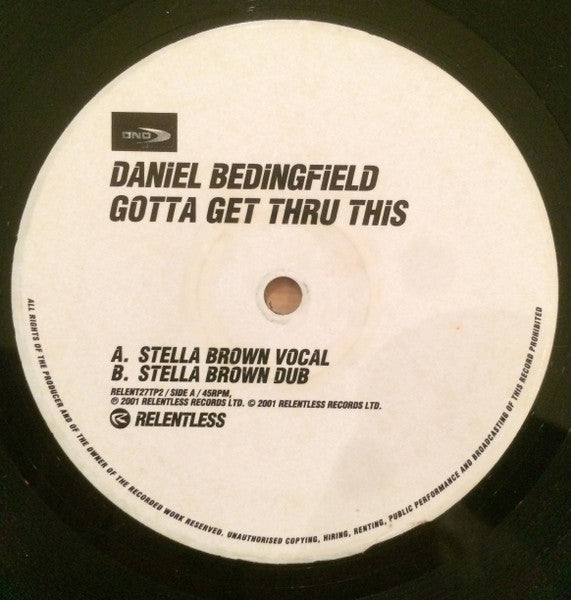 DND
DANiEL BEDiNGFiELD
GOTTA GET THRU THiS
A. STELLA BROWN VOCAL
B. STELLA BROWN DUB
RELENT27TP2 / SIDE A / 45RPM,
℗ 2001 RELENTLESS RECORDS LTD. © 2001 RELENTLESS RECORDS LTD.
RELENTLESS
ALL RIGHTS OF THE PRODUCER AND OF THE OWNER OF THE RECORDED WORK RESERVED. UNAUTHORISED COPYING, HIRING, RENTING, PUBLIC PERFORMANCE AND BROADCASTING OF THIS RECORD PROHIBITED